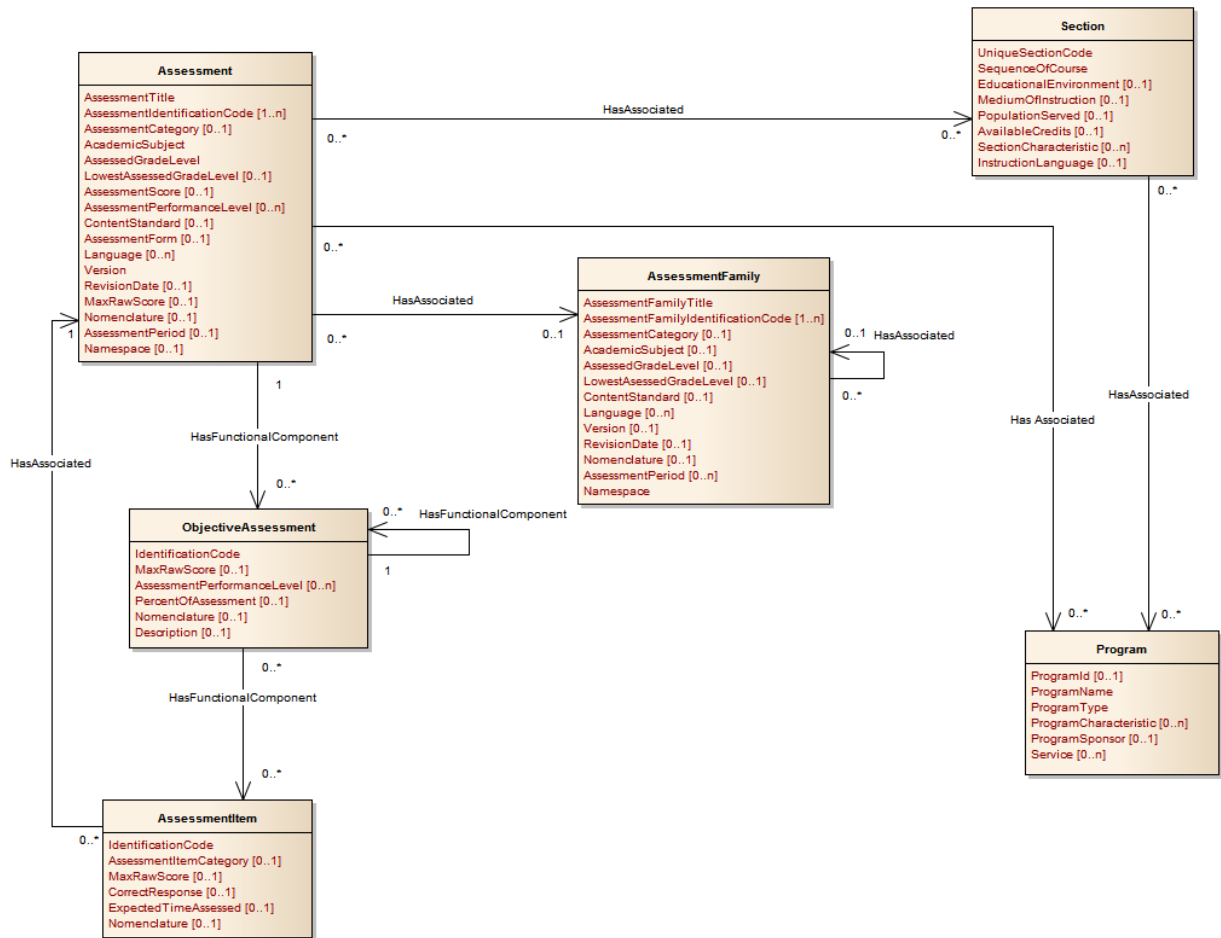 Section
UniqueSectionCode
SequenceOfCourse
EducationalEnvironment [0..1]
MediumOfInstruction [0..1]
PopulationServed [0..1]
AvailableCredits [0..1]
SectionCharacteristic [0..n]
InstructionLanguage [0..1]
Assessment
AssessmentTitle
AssessmentIdentificationCode [1..n]
AssessmentCategory [0..1]
AcademicSubject
AssessedGradeLevel
LowestAssessedGradeLevel [0..1]
AssessmentScore [0..1]
AssessmentPerformanceLevel [0..n]
ContentStandard [0..1]
AssessmentForm [0..1]
Language [0..n]
Version
RevisionDate [0..1]
MaxRawScore [0..1]
Nomenclature [0..1]
AssessmentPeriod [0..1]
Namespace [0..1]
HasAssociated
0..*
0..*
0..*
0..*
HasAssociated
0..*
0..1
AssessmentFamily
AssessmentFamilyTitle
AssessmentFamilyIdentificationCode [1..n]
AssessmentCategory [0..1]
AcademicSubject [0..1]
AssessedGradeLevel [0..1]
LowestAsessedGradeLevel [0..1]
ContentStandard [0..1]
Language [0..n]
Version [0..1]
RevisionDate [0..1]
Nomenclature [0..1]
AssessmentPeriod [0..n]
Namespace
0..1
HasAssociated
0..*
1
1
HasFunctionalComponent
0..*
HasAssociated
Has Associated
HasAssociated
ObjectiveAssessment
IdentificationCode
MaxRawScore [0..1]
AssessmentPerformanceLevel [0..n]
PercentOfAssessment [0..1]
Nomenclature [0..1]
Description [0..1]
0..*
HasFunctionalComponent
1
0..*
HasFunctionalComponent
0..*
0..*
0..*
Program
ProgramId [0..1]
ProgramName
ProgramType
ProgramCharacteristic [0..n]
ProgramSponsor [0..1]
Service [0..n]
0..*
AssessmentItem
IdentificationCode
AssessmentItemCategory [0..1]
MaxRawScore [0..1]
CorrectResponse [0..1]
ExpectedTimeAssessed [0..1]
Nomenclature [0..1]